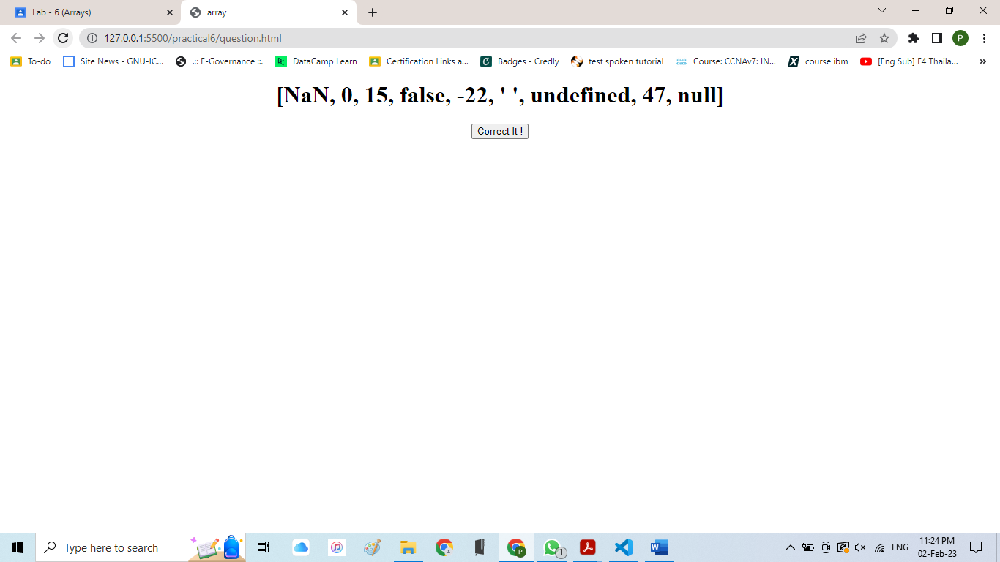 Lab - 6 (Arrays)
array
127.0.0.1:5500/practical6/question.html
P
To-do
Site News - GNU-IC...
.:: E-Governance ::.
DataCamp Learn
Certification Links a...
Badges - Credly
test spoken tutorial
Course: CCNAv7: IN...
course ibm
[Eng Sub] F4 Thaila...
»
[NaN, 0, 15, false, -22, ' ', undefined, 47, null]
Correct It !
Type here to search
P
1
ENG
11:24 PM
02-Feb-23